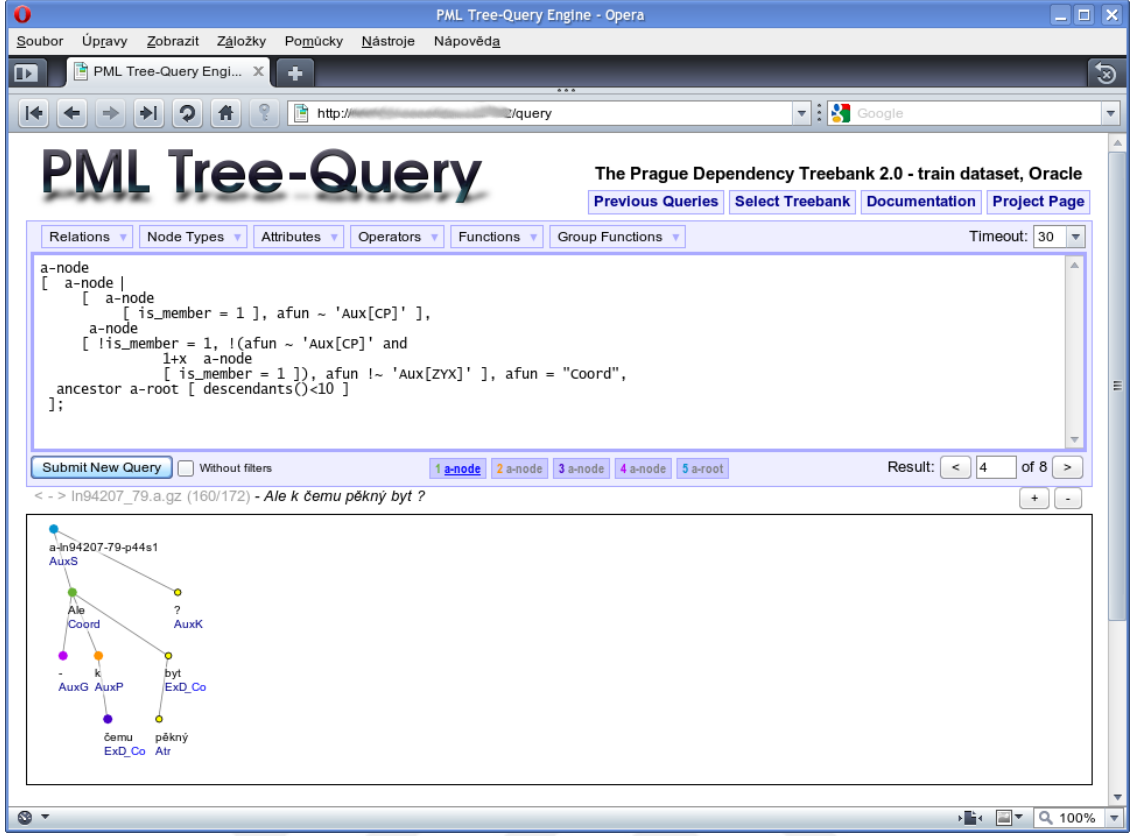 PML Tree-Query Engine - Opera
Soubor Úpravy Zobrazit Záložky Pomůcky Nástroje Nápověda
PML Tree-Query Engi...
http:// /query Google
PML Tree-Query
The Prague Dependency Treebank 2.0 - train dataset, Oracle
Previous Queries Select Treebank Documentation Project Page
Relations Node Types Attributes Operators Functions Group Functions Timeout: 30
a-node
[ a-node
[ a-node
[ is_member = 1 ], afun ~ 'Aux[CP]' ],
a-node
[ !is_member = 1, !(afun ~ 'Aux[CP]' and
1+x a-node
[ is_member = 1 ]), afun !~ 'Aux[ZYX]' ], afun = "Coord",
ancestor a-root [ descendants()<10 ]
];
Submit New Query Without filters 1 a-node 2 a-node 3 a-node 4 a-node 5 a-root Result: < 4 of 8 >
< - > ln94207_79.a.gz (160/172) - Ale k čemu pěkný byt ? + -
a-ln94207-79-p44s1
AuxS
Ale ?
Coord AuxK
- k byt
AuxG AuxP ExD_Co
čemu pěkný
ExD_Co Atr
100%